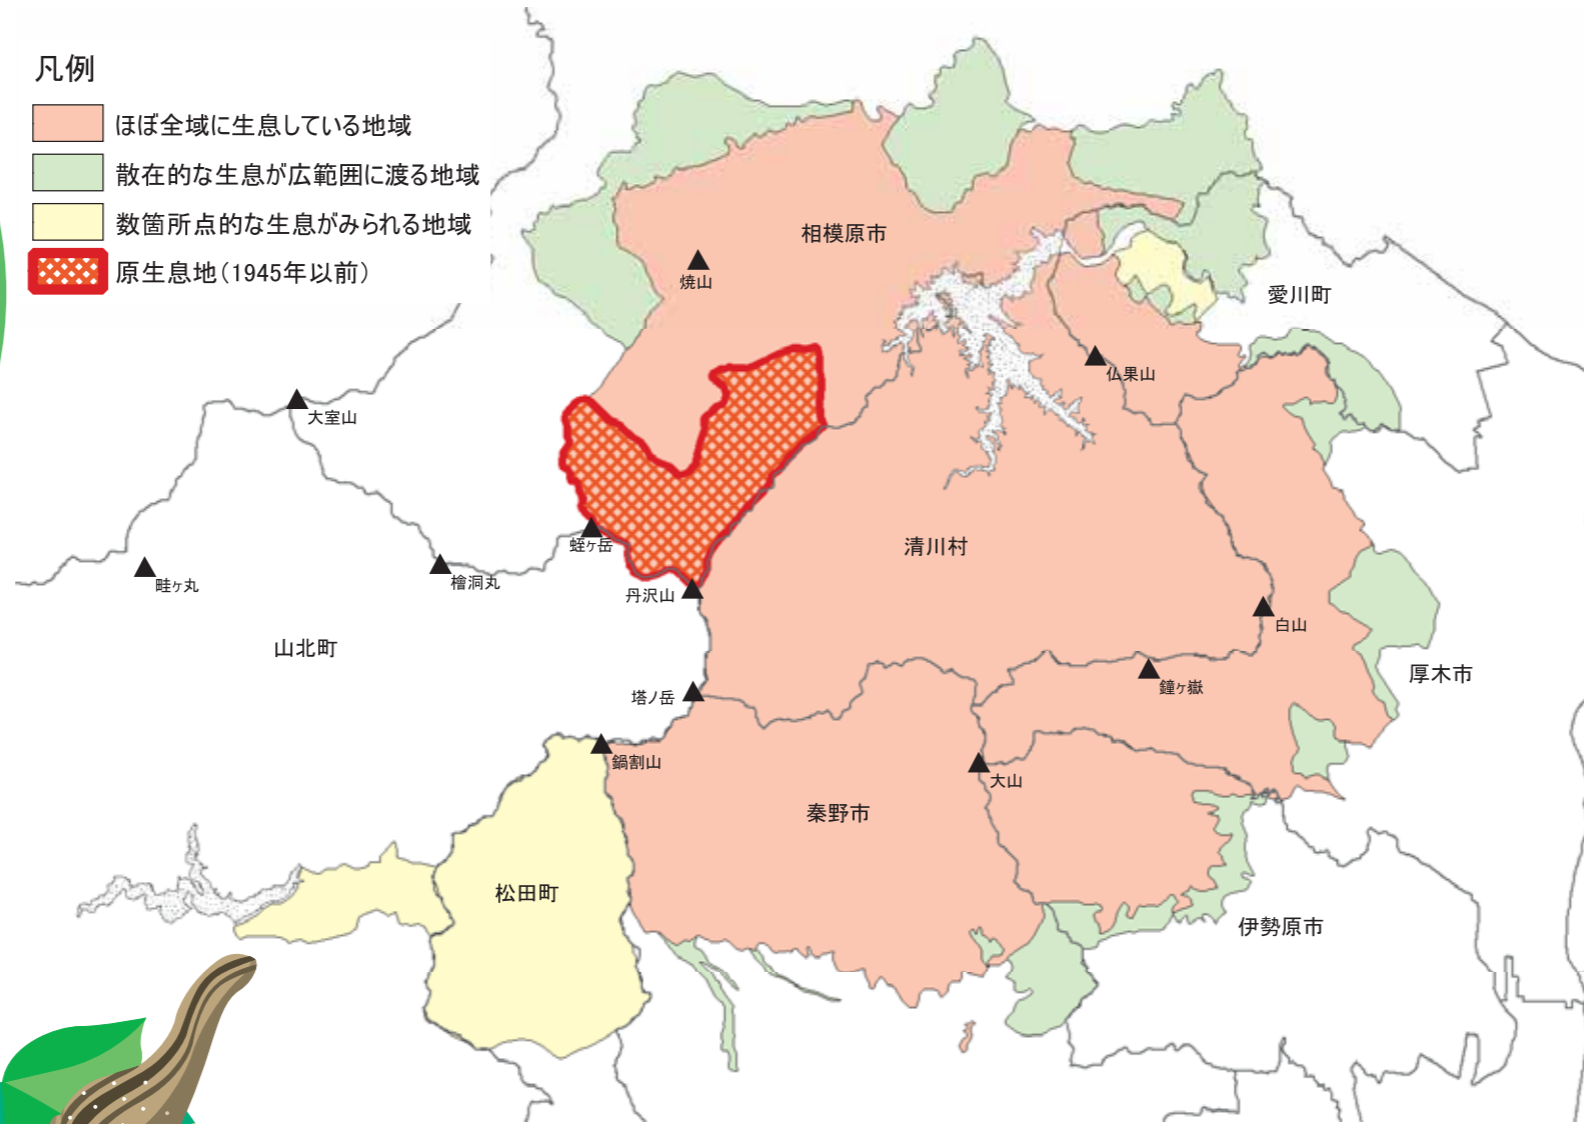 凡例
ほぼ全域に生息している地域
散在的な生息が広範囲に渡る地域
数箇所点的な生息がみられる地域
原生息地（1945年以前）
相模原市
焼山
愛川町
仏果山
大室山
清川村
蛭ヶ岳
畦ヶ丸
檜洞丸
丹沢山
白山
山北町
厚木市
鐘ヶ嶽
塔ノ岳
鍋割山
大山
秦野市
松田町
伊勢原市